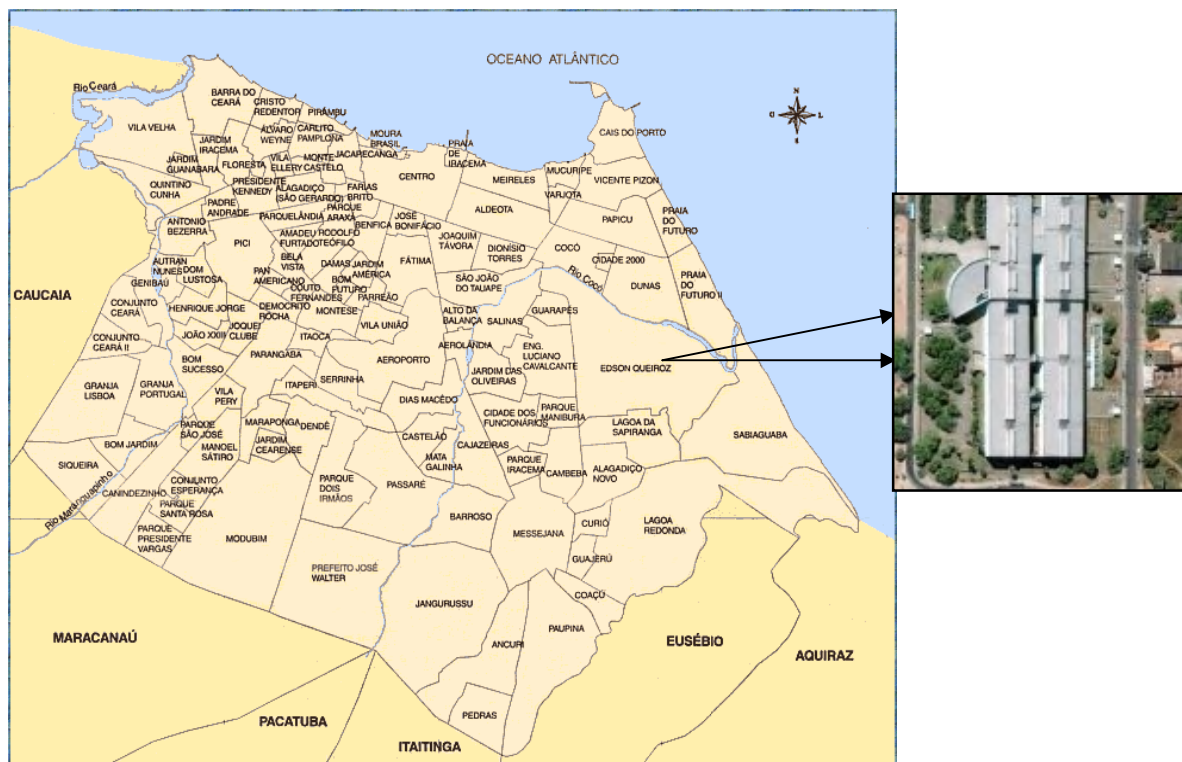 OCEANO ATLÂNTICO
Rio Ceará
BARRA DO
CEARÁ
CRISTO
REDENTOR
PIRÂMBU
VILA VELHA
ÁLVARO
WEYNE
CARLITO
PAMPLONA
MOURA
BRASIL
JACARECANGA
JARDIM
IRACEMA
JARDIM
GUANABARA
FLORESTA
VILA
ELLERY
MONTE
CASTELO
PRAIA
DE
IRACEMA
CAIS DO PORTO
N
O
L
S
QUINTINO
CUNHA
PRESIDENTE
KENNEDY
ALAGADIÇO
(SÃO GERARDO)
FARIAS
BRITO
CENTRO
MEIRELES
MUCURIPE
VICENTE PIZON
VARJOTA
PADRE
ANDRADE
PARQUELÂNDIA
PARQUE
ARAXÁ
BENFICA
JOSÉ
BONIFÁCIO
ALDEOTA
PAPICU
PRAIA
DO
FUTURO
ANTONIO
BEZERRA
PICI
AMADEU
FURTADO
RODOLFO
TEÓFILO
JOAQUIM
TÁVORA
DIONÍSIO
TORRES
COCÓ
CIDADE 2000
AUTRAN
NUNES
DOM
LUSTOSA
GENIBAÚ
PAN
AMERICANO
BELA
VISTA
DAMAS
JARDIM
AMÉRICA
FÁTIMA
SÃO JOÃO
DO TAUAPE
Rio Cocó
DUNAS
PRAIA
DO
FUTURO II
CAUCAIA
COUTO
FERNANDES
BOM
FUTURO
PARREÃO
CONJUNTO
CEARÁ
HENRIQUE JORGE
DEMOCRITO
ROCHA
MONTESE
VILA UNIÃO
ALTO DA
BALANÇA
SALINAS
GUARAPES
CONJUNTO
CEARÁ II
JOÃO XXIII
JOQUEI
CLUBE
ITAOCA
AEROLÂNDIA
ENG.
LUCIANO
CAVALCANTE
BOM
SUCESSO
PARANGABA
AEROPORTO
EDSON QUEIROZ
GRANJA
LISBOA
GRANJA
PORTUGAL
VILA
PERY
ITAPERI
SERRINHA
JARDIM DAS
OLIVEIRAS
DIAS MACÊDO
CIDADE DOS
FUNCIONÁRIOS
PARQUE
MANIBURA
LAGOA DA
SAPIRANGA
SABIAGUABA
PARQUE
SÃO JOSÉ
MARAPONGA
DENDÊ
JARDIM
CEARENSE
BOM JARDIM
MANOEL
SÁTIRO
CASTELÃO
CAJAZEIRAS
MATA
GALINHA
PARQUE
IRACEMA
CAMBEBA
ALAGADIÇO
NOVO
SIQUEIRA
CANINDEZINHO
CONJUNTO
ESPERANÇA
PARQUE
DOIS
IRMÃOS
PASSARÉ
PARQUE
SANTA ROSA
PARQUE
PRESIDENTE
VARGAS
MODUBIM
BARROSO
MESSEJANA
CURIÓ
LAGOA
REDONDA
GUAJERÚ
PREFEITO JOSÉ
WALTER
JANGURUSSU
COAÇÚ
PAUPINA
ANCURI
MARACANAÚ
EUSÉBIO
AQUIRAZ
PEDRAS
PACATUBA
ITAITINGA